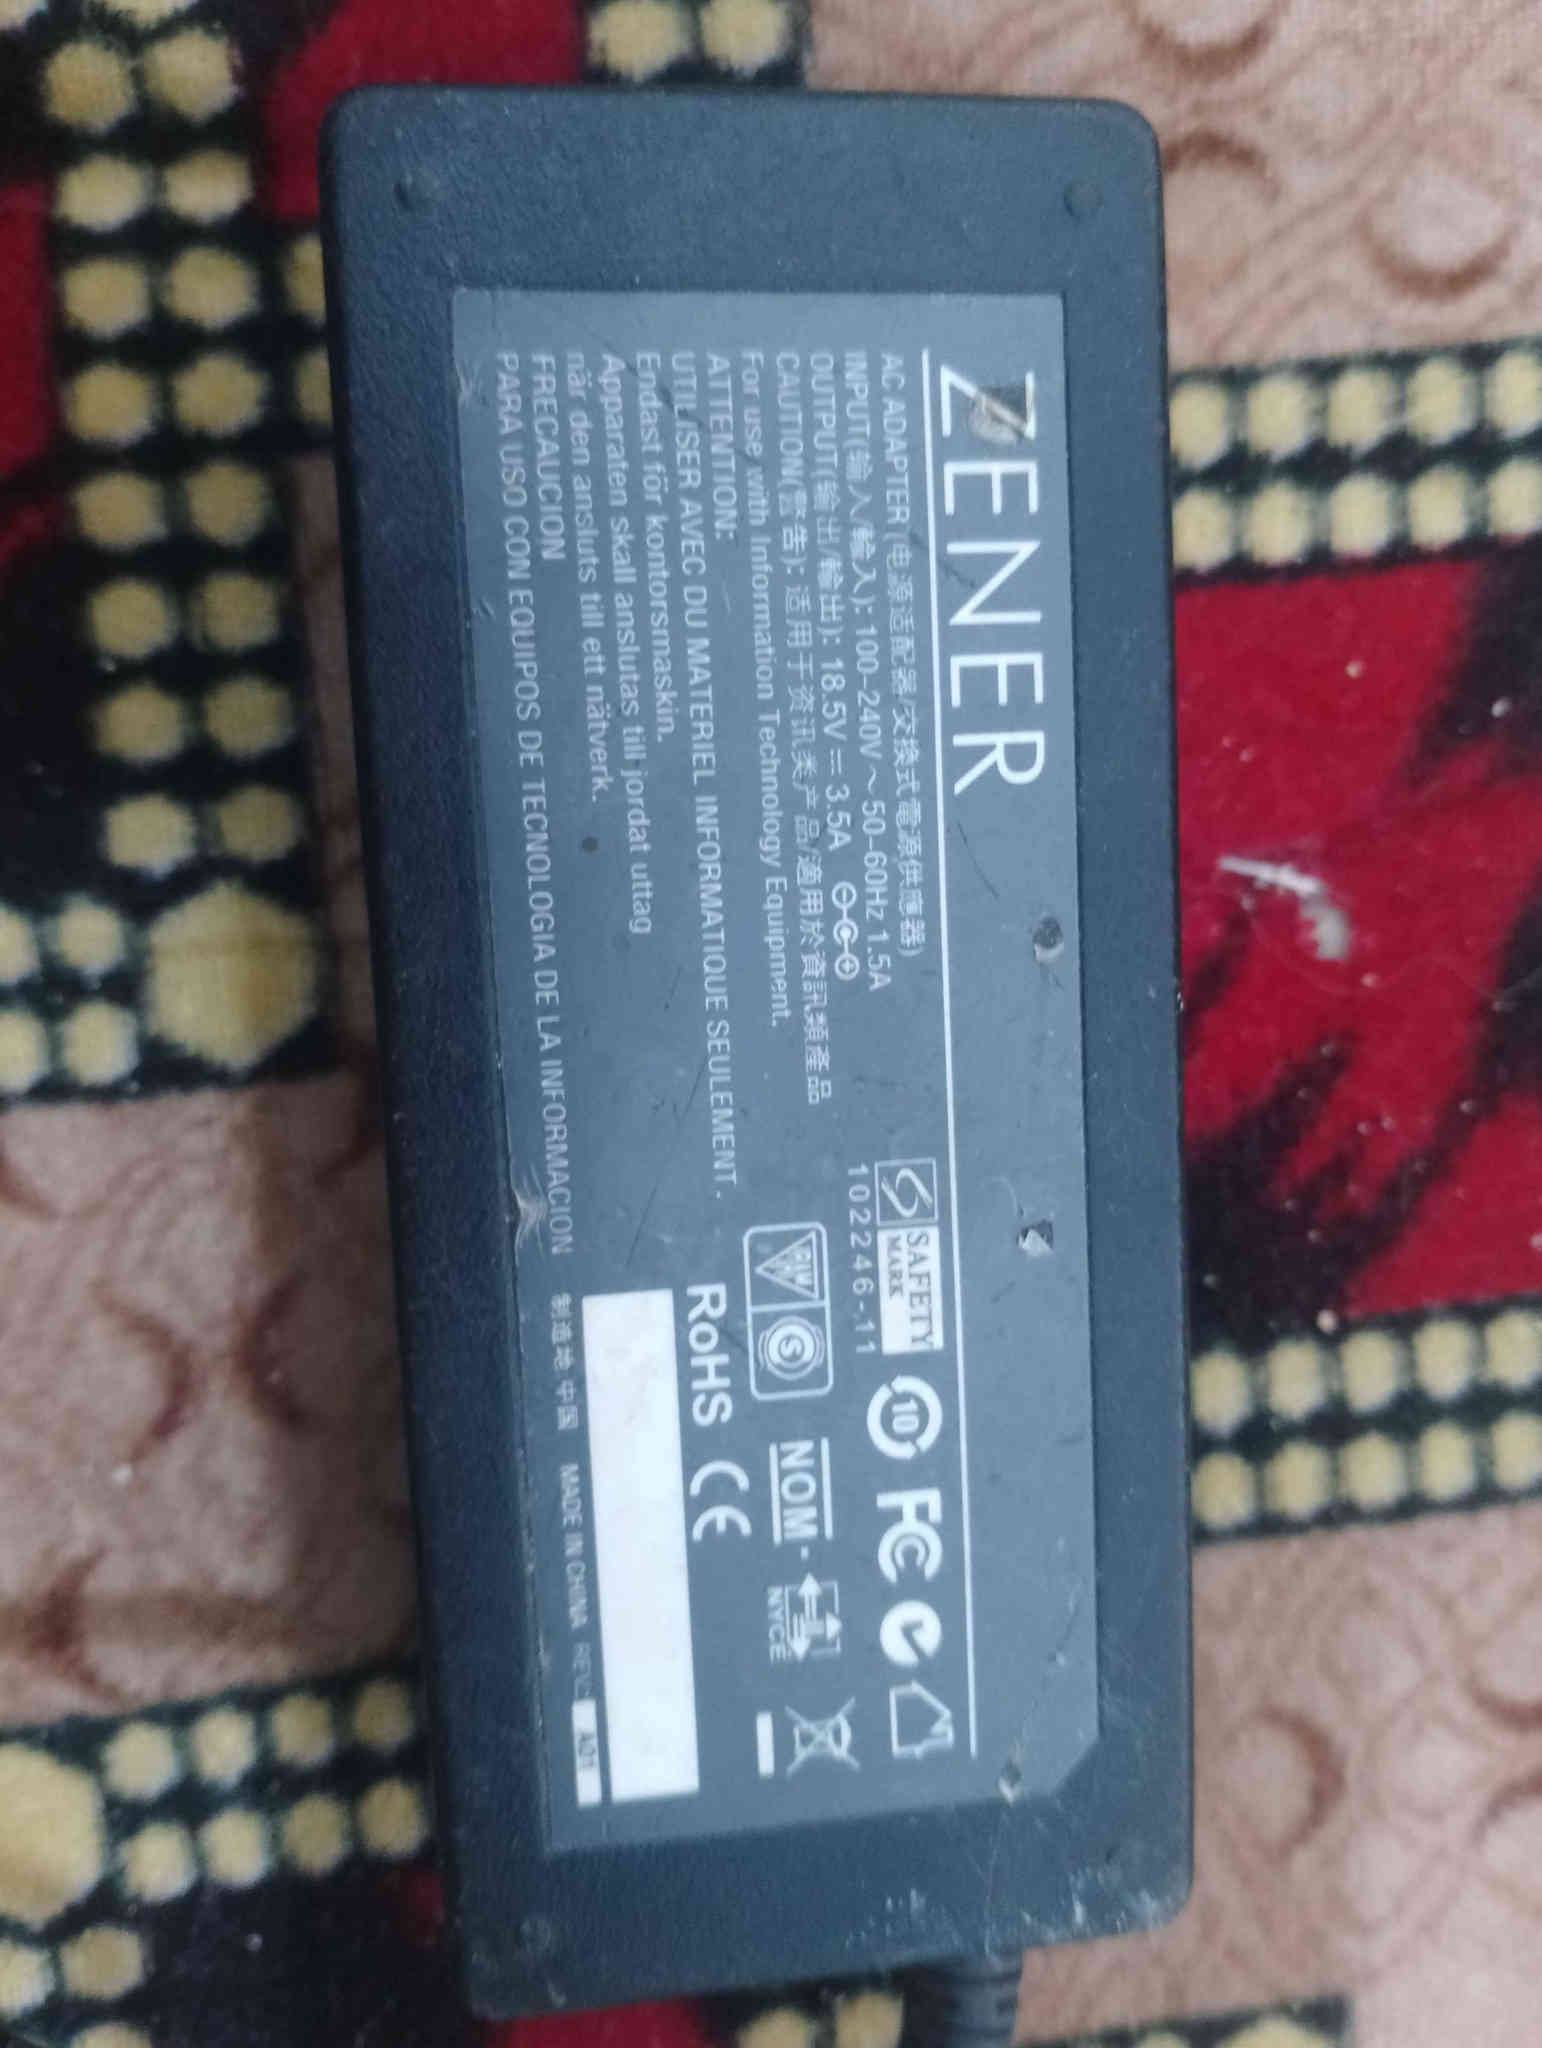 ZENER
AC ADAPTER(电源适配器/交換式電源供應器)
INPUT(输入/輸入): 100-240V～50-60Hz 1.5A
OUTPUT(输出/輸出): 18.5V⎓3.5A
CAUTION(警告): 适用于资讯类产品/適用於資訊類產品
For use with Information Technology Equipment.
ATTENTION:
UTILISER AVEC DU MATERIEL INFORMATIQUE SEULEMENT.
Endast för kontorsmaskin.
Apparaten skall anslutas till jordat uttag
när den ansluts till ett nätverk.
FRECAUCION
PARA USO CON EQUIPOS DE TECNOLOGIA DE LA INFORMACION
SAFETY
MARK
102246-11
10
FC
S
NOM
NYCE
RoHS CE
制造地 中国 MADE IN CHINA
A01